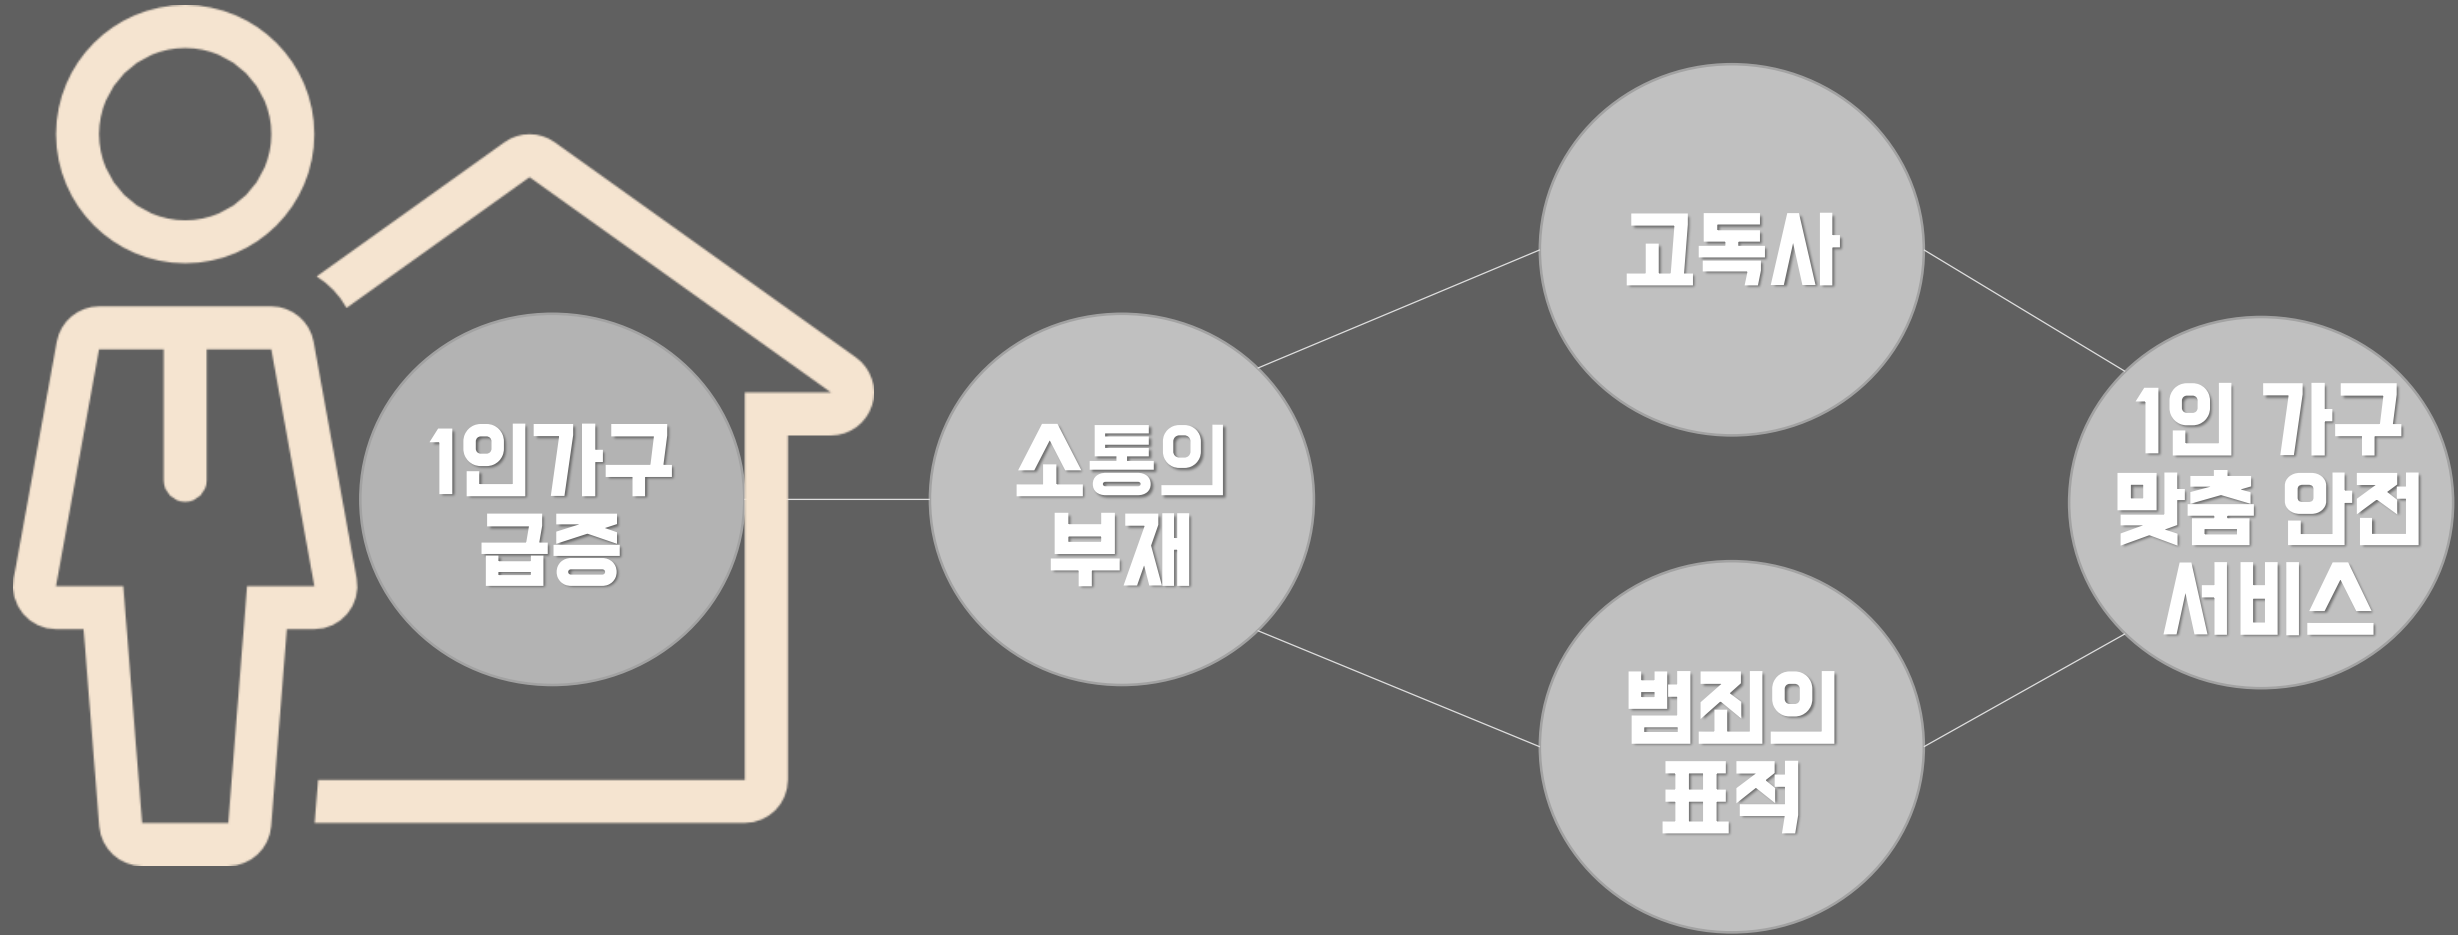 1인가구
급증
소통의
부재
고독사
범죄의
표적
1인 가구
맞춤 안전
서비스